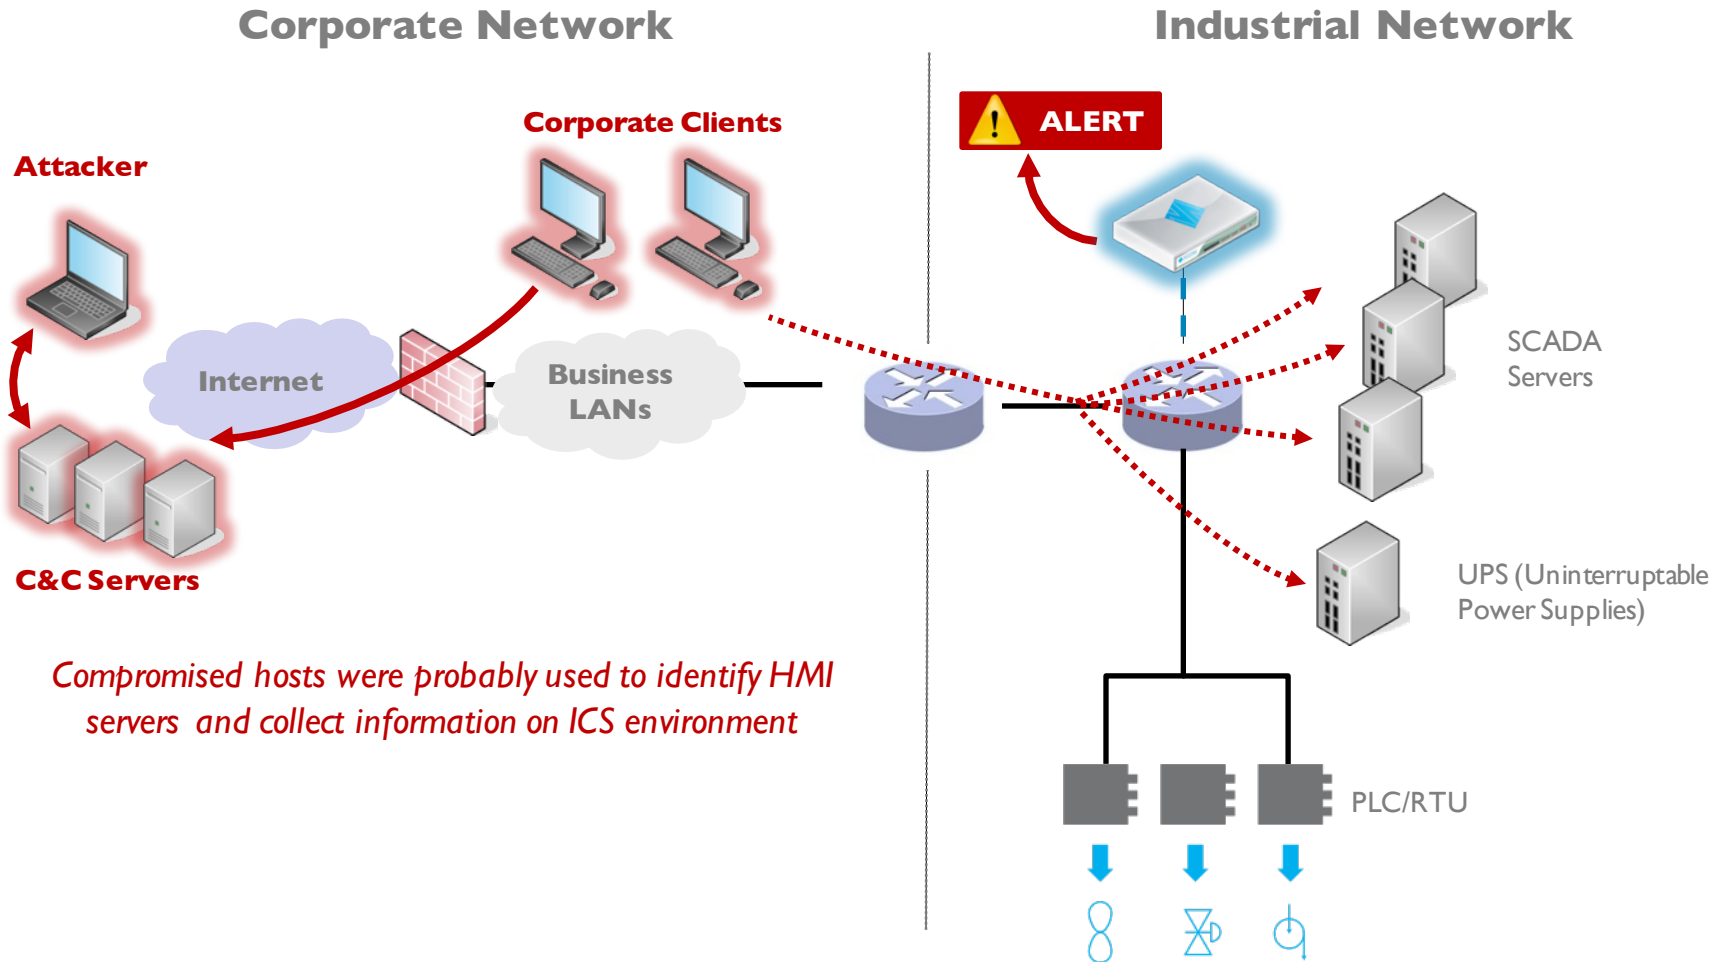 Corporate Network
Industrial Network
ALERT
Corporate Clients
Attacker
Internet
Business
LANs
SCADA
Servers
C&C Servers
UPS (Uninterruptable
Power Supplies)
Compromised hosts were probably used to identify HMI
servers and collect information on ICS environment
PLC/RTU